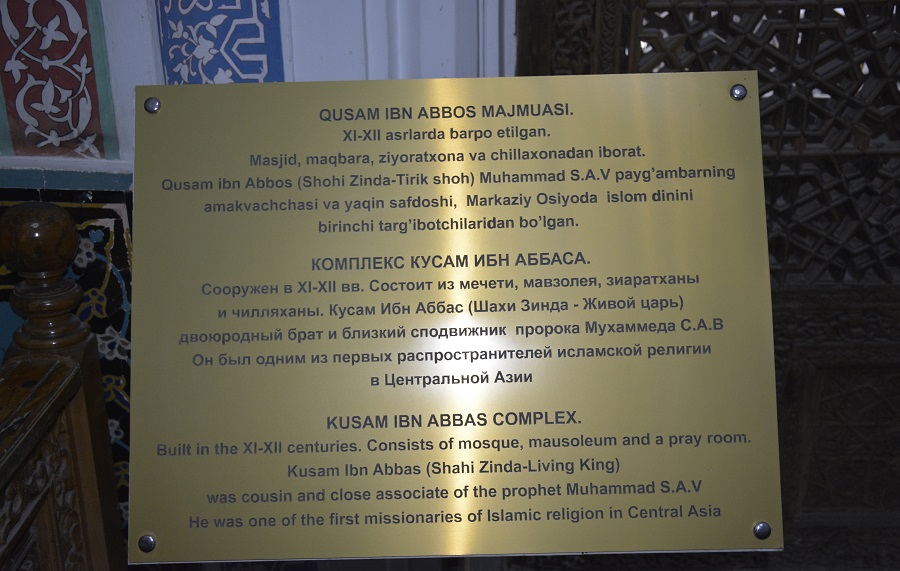 QUSAM IBN ABBOS MAJMUASI.
XI-XII asrlarda barpo etilgan.
Masjid, maqbara, ziyoratxona va chillaxonadan iborat.
Qusam ibn Abbos (Shohi Zinda-Tirik shoh) Muhammad S.A.V payg'ambarning
amakvachchasi va yaqin safdoshi, Markaziy Osiyoda islom dinini
birinchi targ'ibotchilaridan bo'lgan.
КОМПЛЕКС КУСАМ ИБН АББАСА.
Сооружен в XI-XII вв. Состоит из мечети, мавзолея, зиаратханы
и чилляханы. Кусам Ибн Аббас (Шахи Зинда - Живой царь)
двоюродный брат и близкий сподвижник пророка Мухаммеда С.А.В
Он был одним из первых распространителей исламской религии
в Центральной Азии
KUSAM IBN ABBAS COMPLEX.
Built in the XI-XII centuries. Consists of mosque, mausoleum and a pray room.
Kusam Ibn Abbas (Shahi Zinda-Living King)
was cousin and close associate of the prophet Muhammad S.A.V
He was one of the first missionaries of Islamic religion in Central Asia